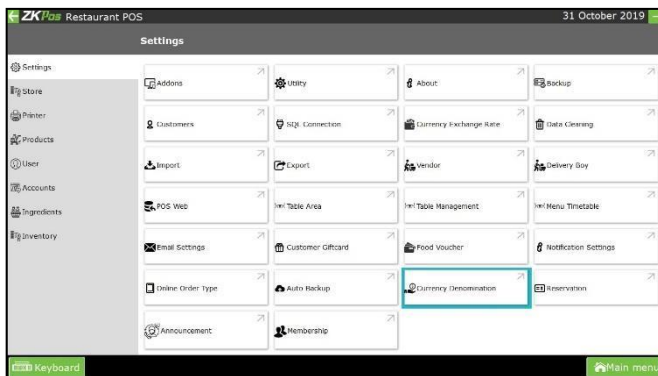 ZKPos Restaurant POS
31 October 2019
Settings
Settings
Store
Printer
Products
User
Accounts
Ingredients
Inventory
Addons
Utility
About
Backup
Customers
SQL Connection
Currency Exchange Rate
Data Cleaning
Import
Export
Vendor
Delivery Boy
POS Web
Table Area
Table Management
Menu Timetable
Email Settings
Customer Giftcard
Food Voucher
Notification Settings
Online Order Type
Auto Backup
Currency Denomination
Reservation
Announcement
Membership
Keyboard
Main menu